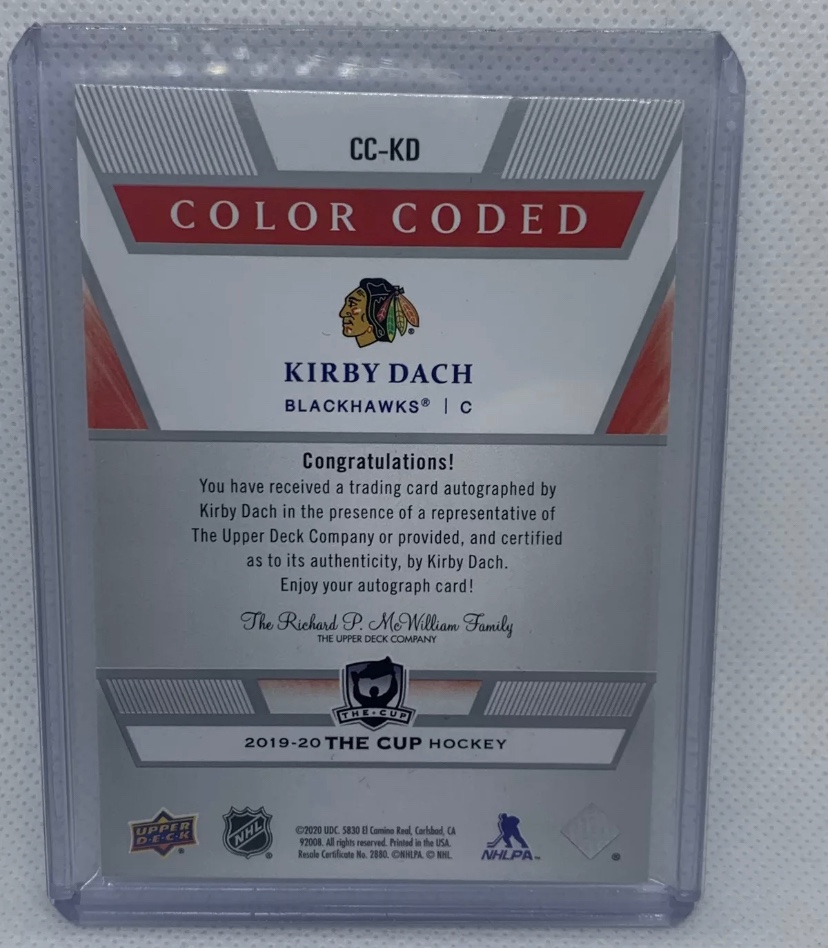 CC-KD
COLOR CODED
KIRBY DACH
BLACKHAWKS® | C
Congratulations!
You have received a trading card autographed by
Kirby Dach in the presence of a representative of
The Upper Deck Company or provided, and certified
as to its authenticity, by Kirby Dach.
Enjoy your autograph card!
The Richard P. McWilliam Family
THE UPPER DECK COMPANY
THE•CUP
2019-20 THE CUP HOCKEY
UPPER
D•E•C•K
NHL
©2020 UDC. 5830 El Camino Real, Carlsbad, CA
92008. All rights reserved. Printed in the USA.
Resale Certificate No. 2880. ©NHLPA. © NHL.
NHLPA™